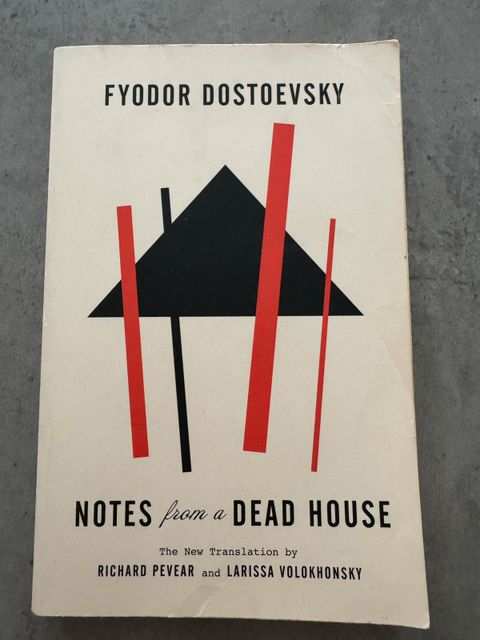 FYODOR DOSTOEVSKY
NOTES from a DEAD HOUSE
The New Translation by
RICHARD PEVEAR and LARISSA VOLOKHONSKY